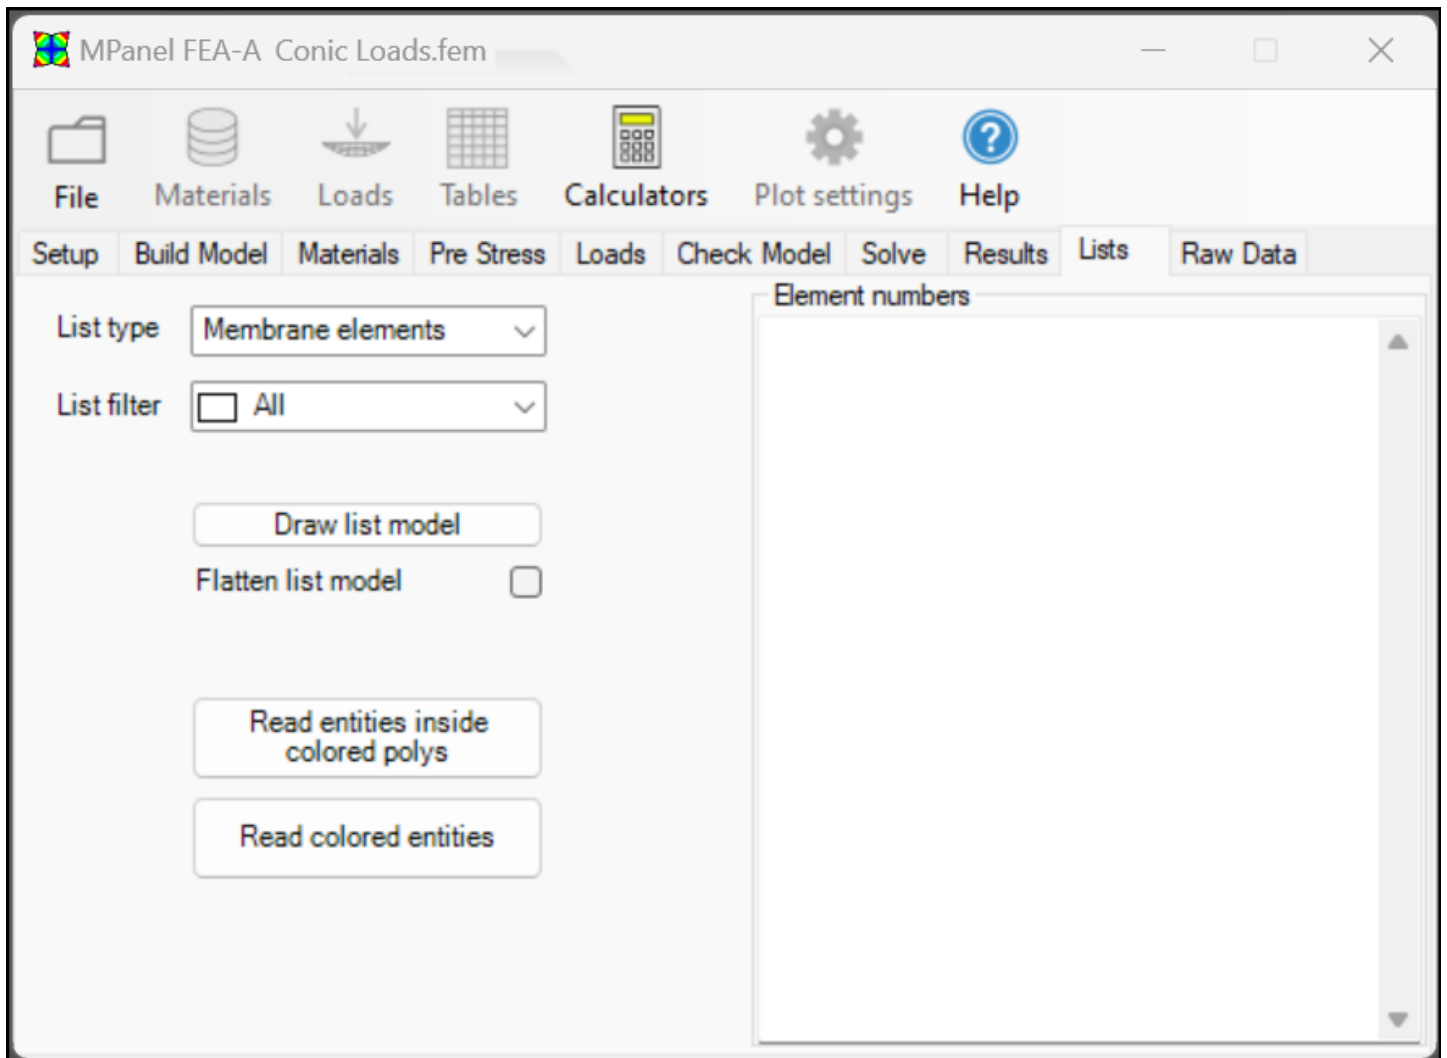 MPanel FEA-A  Conic Loads.fem
File Materials Loads Tables Calculators Plot settings Help
Setup Build Model Materials Pre Stress Loads Check Model Solve Results Lists Raw Data
Element numbers
List type Membrane elements
List filter All
Draw list model
Flatten list model
Read entities inside
colored polys
Read colored entities